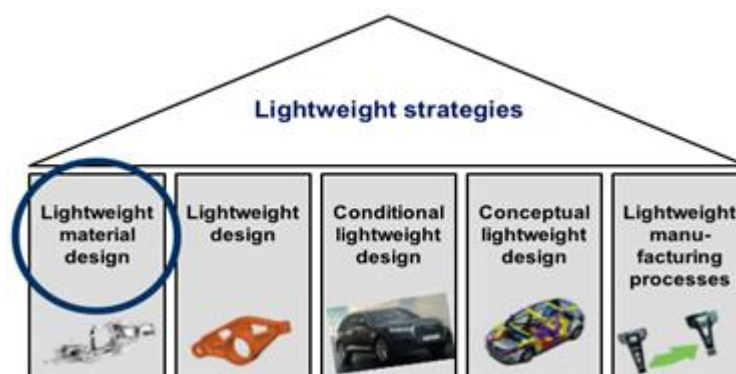 Lightweight strategies
Lightweight
material
design
Lightweight
design
Conditional
lightweight
design
Conceptual
lightweight
design
Lightweight
manu-
facturing
processes